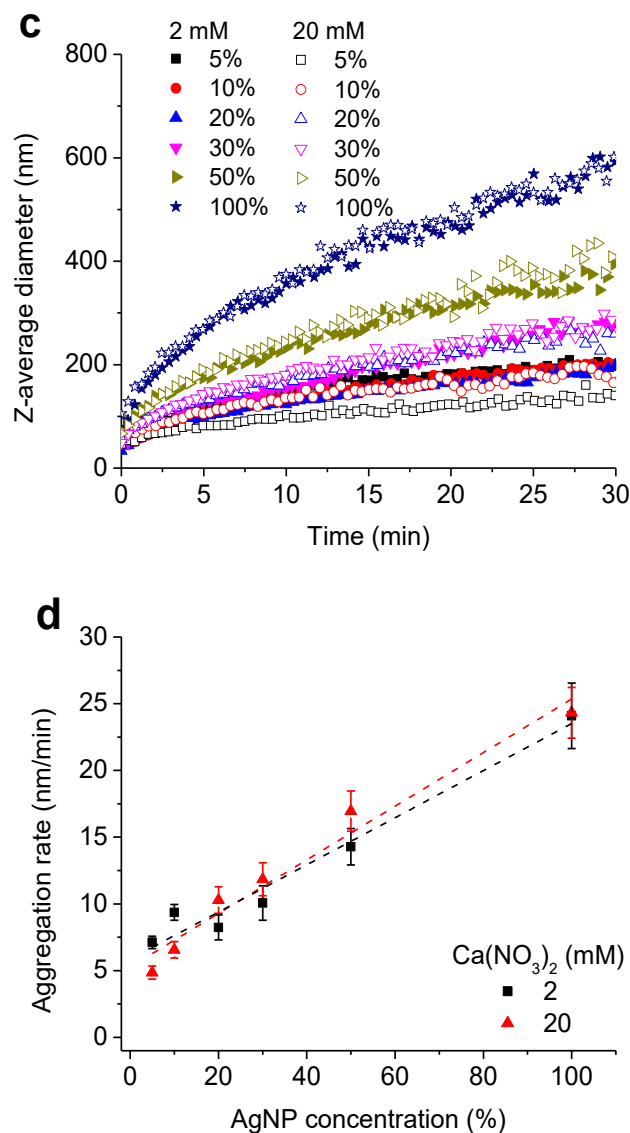 c
2 mM 20 mM
5% 5%
10% 10%
20% 20%
30% 30%
50% 50%
100% 100%
800
600
400
200
0
0 5 10 15 20 25 30
Z-average diameter (nm)
Time (min)
d
30
25
20
15
10
5
0
0 20 40 60 80 100
Aggregation rate (nm/min)
Ca(NO₃)₂ (mM)
2
20
AgNP concentration (%)